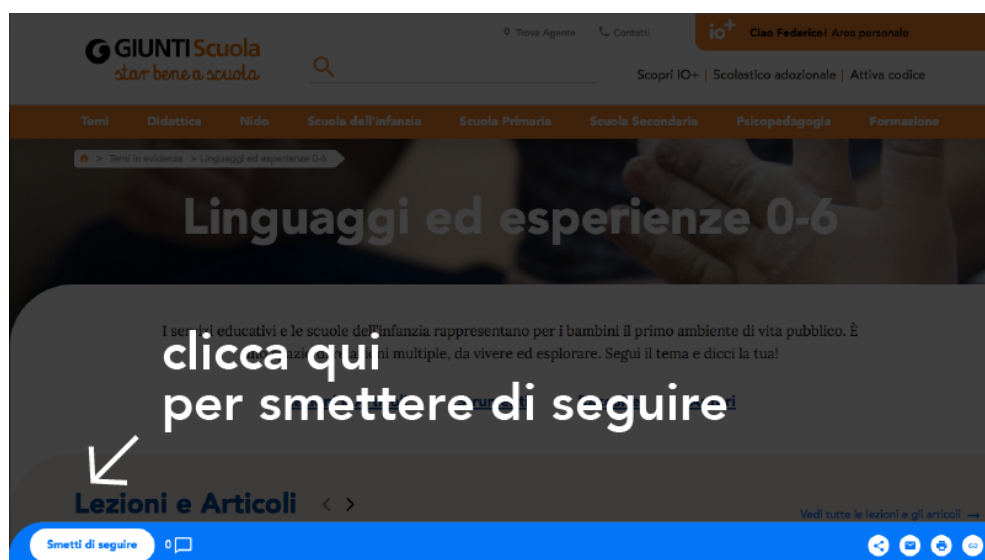 GIUNTI Scuola
star bene a scuola
Trova Agente
Contatti
io+
Ciao Federico! Area personale
Scopri IO+ | Scolastico adozionale | Attiva codice
Temi Didattica Nido Scuola dell'infanzia Scuola Primaria Scuola Secondaria Psicopedagogia Formazione
> Temi in evidenza > Linguaggi ed esperienze 0-6
Linguaggi ed esperienze 0-6
I servizi educativi e le scuole dell'infanzia rappresentano per i bambini il primo ambiente di vita pubblico. È
multiple, da vivere ed esplorare. Segui il tema e dicci la tua!
clicca qui
per smettere di seguire
Lezioni e Articoli < >
Vedi tutte le lezioni e gli articoli →
Smetti di seguire 0